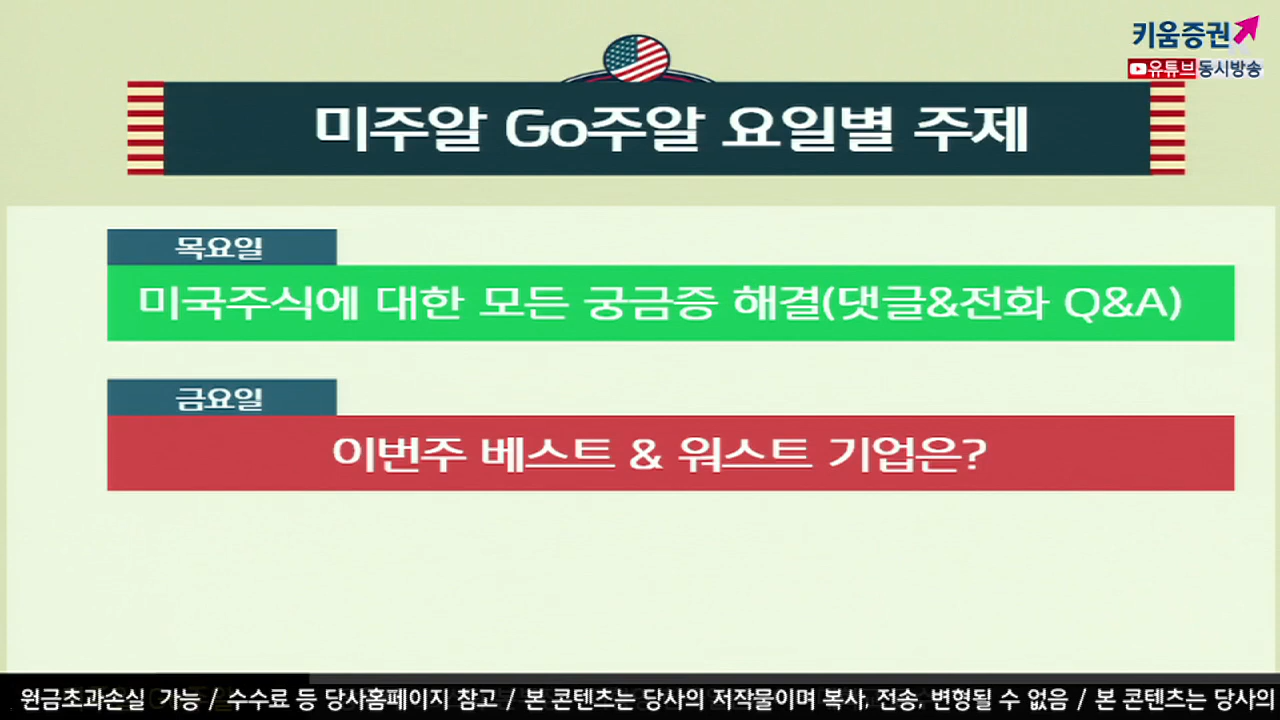 키움증권
유튜브동시방송
미주알 Go주알 요일별 주제
목요일
미국주식에 대한 모든 궁금증 해결(댓글&전화 Q&A)
금요일
이번주 베스트 & 워스트 기업은?
원금초과손실 가능 / 수수료 등 당사홈페이지 참고 / 본 콘텐츠는 당사의 저작물이며 복사, 전송, 변형될 수 없음 / 본 콘텐츠는 당사의